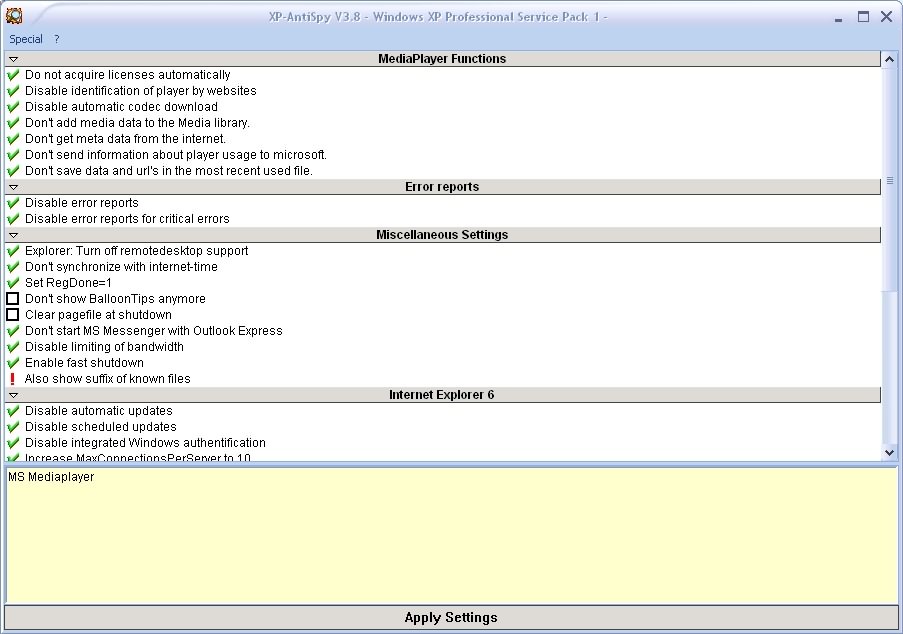 XP-AntiSpy V3.8 - Windows XP Professional Service Pack 1 -
Special ?
MediaPlayer Functions
Do not acquire licenses automatically
Disable identification of player by websites
Disable automatic codec download
Don't add media data to the Media library.
Don't get meta data from the internet.
Don't send information about player usage to microsoft.
Don't save data and url's in the most recent used file.
Error reports
Disable error reports
Disable error reports for critical errors
Miscellaneous Settings
Explorer: Turn off remotedesktop support
Don't synchronize with internet-time
Set RegDone=1
Don't show BalloonTips anymore
Clear pagefile at shutdown
Don't start MS Messenger with Outlook Express
Disable limiting of bandwidth
Enable fast shutdown
Also show suffix of known files
Internet Explorer 6
Disable automatic updates
Disable scheduled updates
Disable integrated Windows authentification
Increase MaxConnectionsPerServer to 10
MS Mediaplayer
Apply Settings